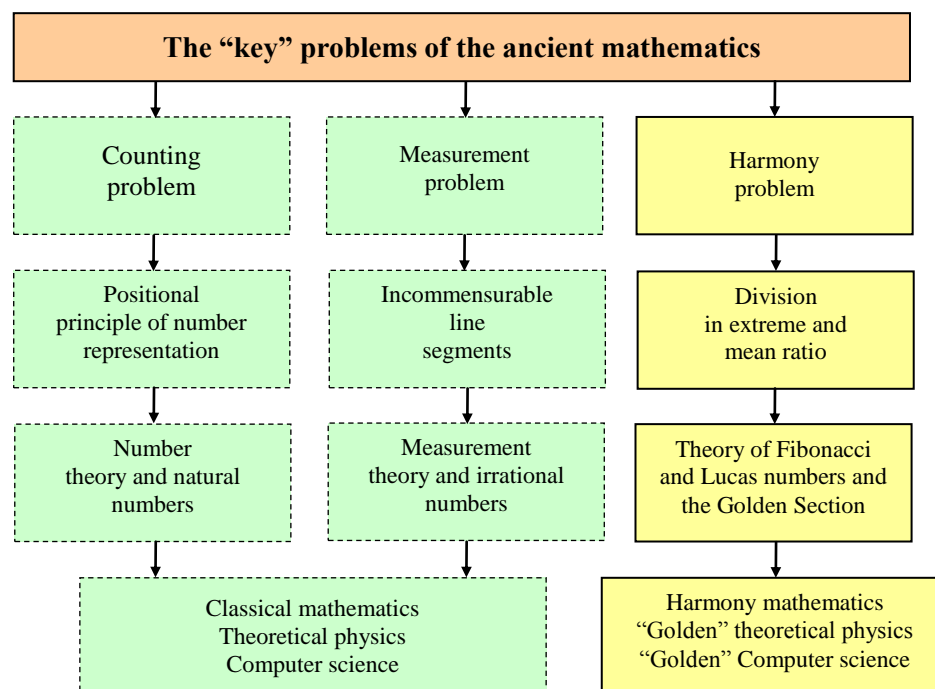 The “key” problems of the ancient mathematics
Counting
problem
Measurement
problem
Harmony
problem
Positional
principle of number
representation
Incommensurable
line
segments
Division
in extreme and
mean ratio
Number
theory and natural
numbers
Measurement
theory and irrational
numbers
Theory of Fibonacci
and Lucas numbers and
the Golden Section
Classical mathematics
Theoretical physics
Computer science
Harmony mathematics
“Golden” theoretical physics
“Golden” Computer science